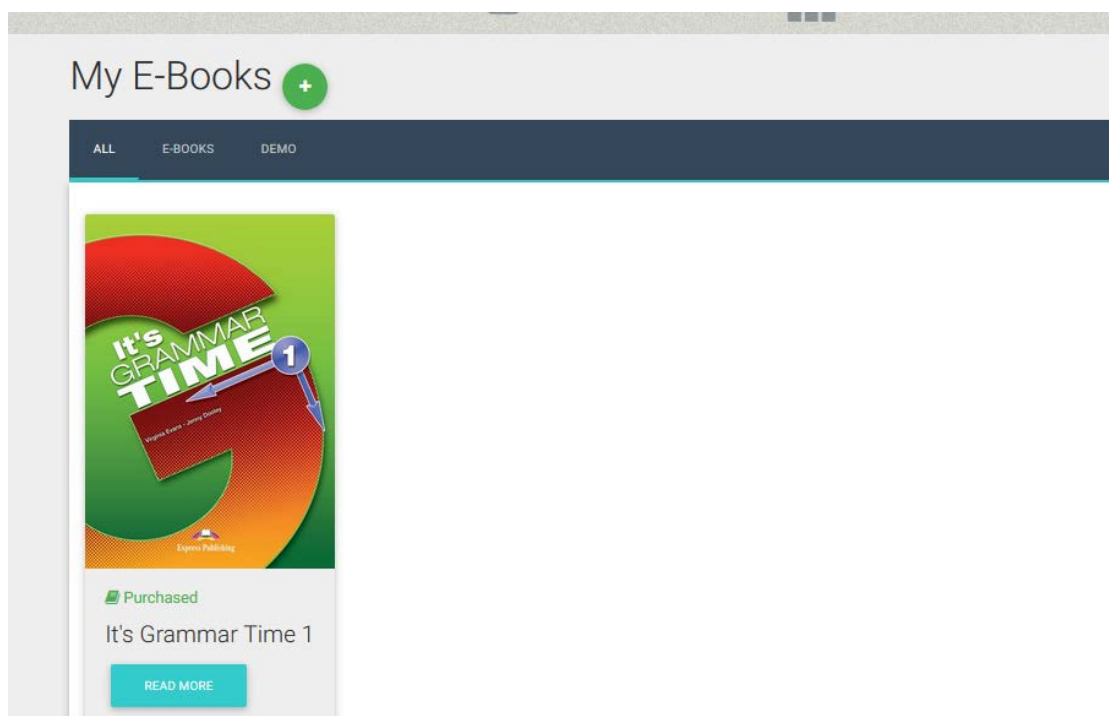 My E-Books +
ALL E-BOOKS DEMO
It's
GRAMMAR
TIME
1
Virginia Evans - Jenny Dooley
Express Publishing
Purchased
It's Grammar Time 1
READ MORE